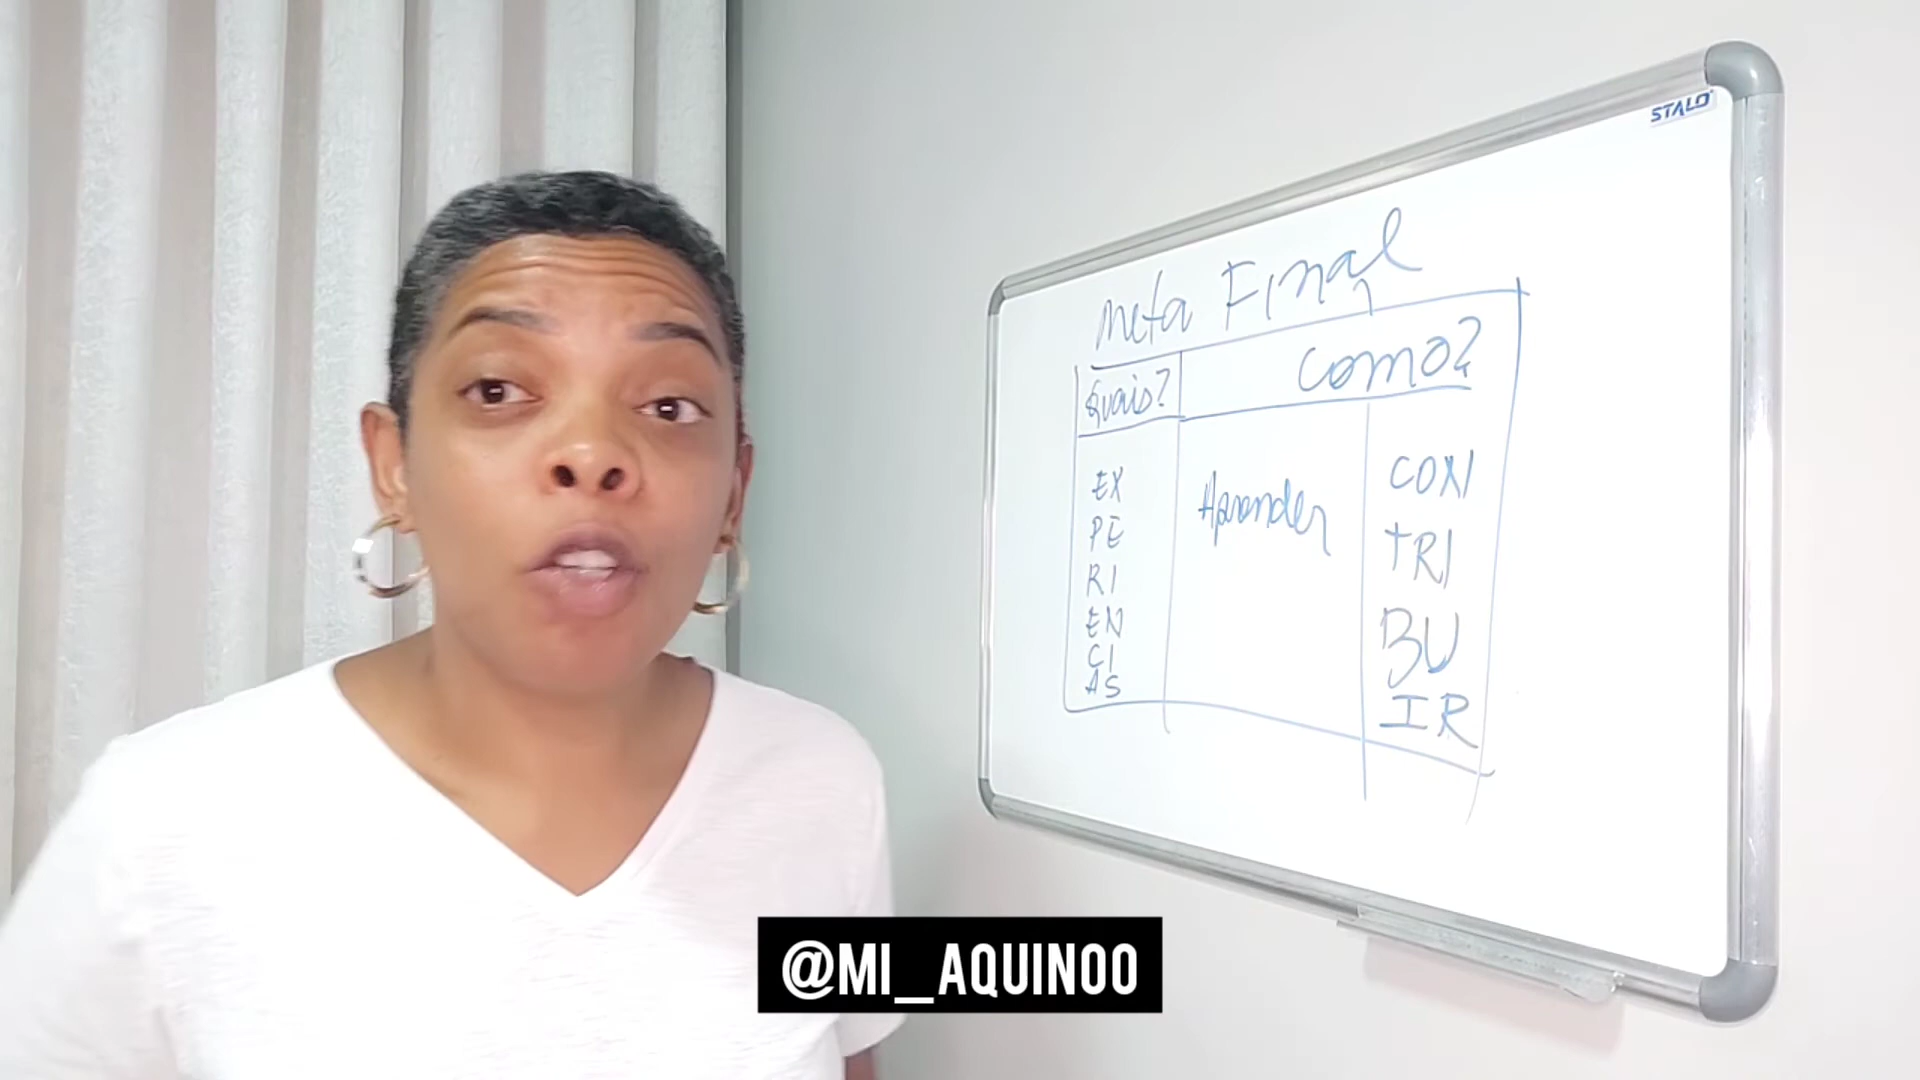 STALO
Meta Final
Quais? Como?
EX
PE
RI
EN
CI
AS
Aprender
CON
TRI
BU
IR
@MI_AQUINOO